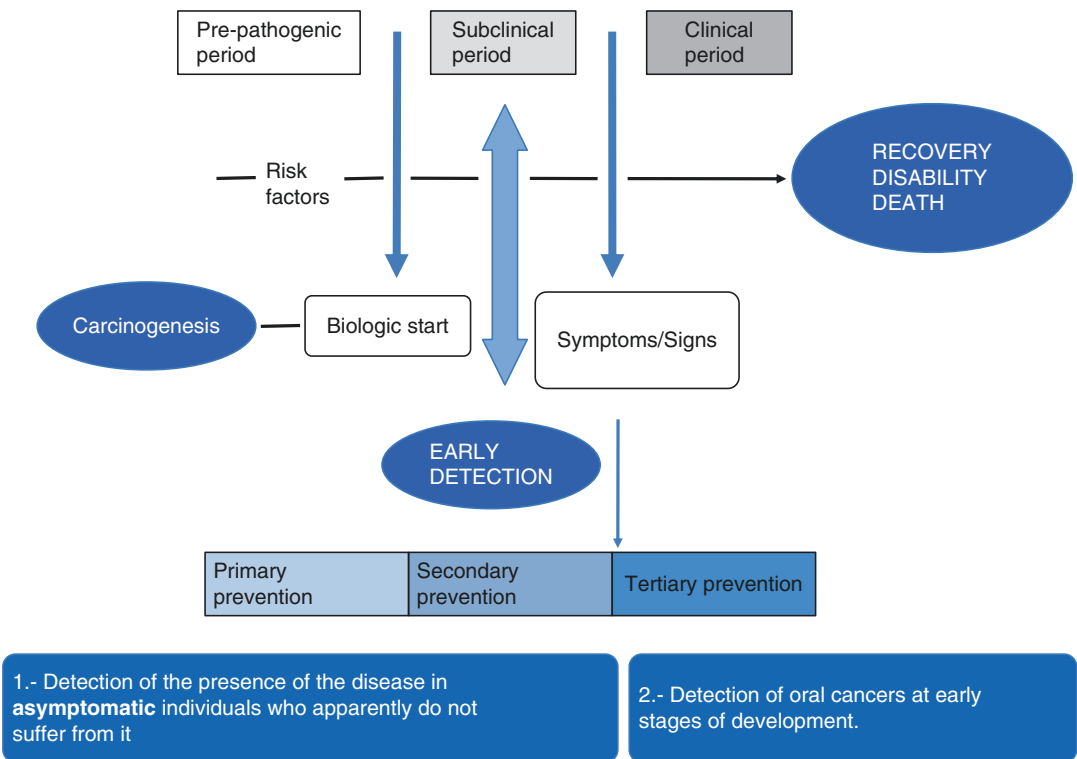 Pre-pathogenic
period
Subclinical
period
Clinical
period
Risk
factors
RECOVERY
DISABILITY
DEATH
Carcinogenesis
Biologic start
Symptoms/Signs
EARLY
DETECTION
Primary
prevention
Secondary
prevention
Tertiary prevention
1.- Detection of the presence of the disease in
asymptomatic individuals who apparently do not
suffer from it
2.- Detection of oral cancers at early
stages of development.